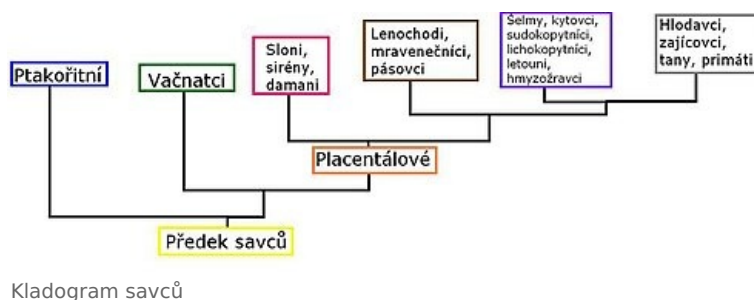 Ptakořitní
Vačnatci
Sloni,
sirény,
damani
Lenochodi,
mravenečníci,
pásovci
Šelmy, kytovci,
sudokopytníci,
lichokopytníci,
letouni,
hmyzožravci
Hlodavci,
zajícovci,
tany, primáti
Placentálové
Předek savců
Kladogram savců